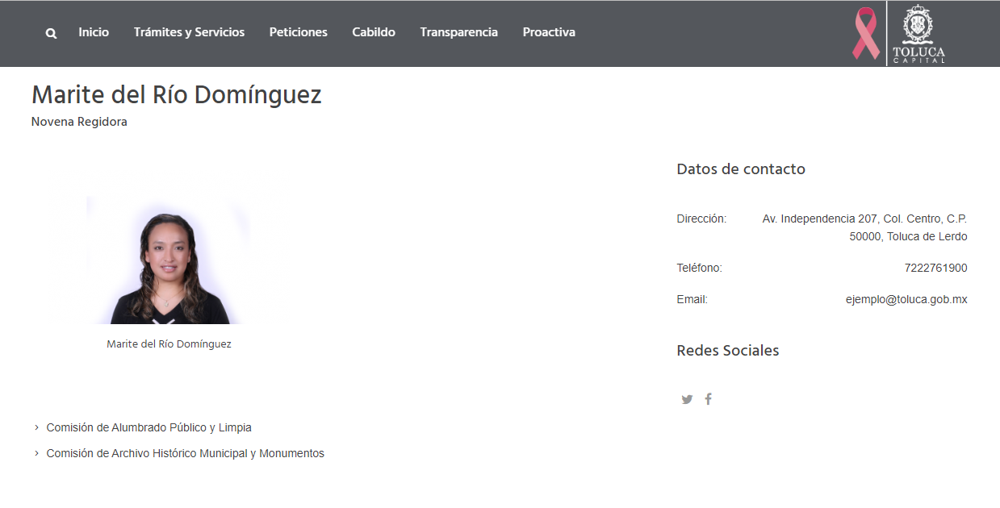 Inicio Trámites y Servicios Peticiones Cabildo Transparencia Proactiva
TOLUCA
CAPITAL
Marite del Río Domínguez
Novena Regidora
Marite del Río Domínguez
› Comisión de Alumbrado Público y Limpia
› Comisión de Archivo Histórico Municipal y Monumentos
Datos de contacto
Dirección: Av. Independencia 207, Col. Centro, C.P.
50000, Toluca de Lerdo
Teléfono: 7222761900
Email: ejemplo@toluca.gob.mx
Redes Sociales